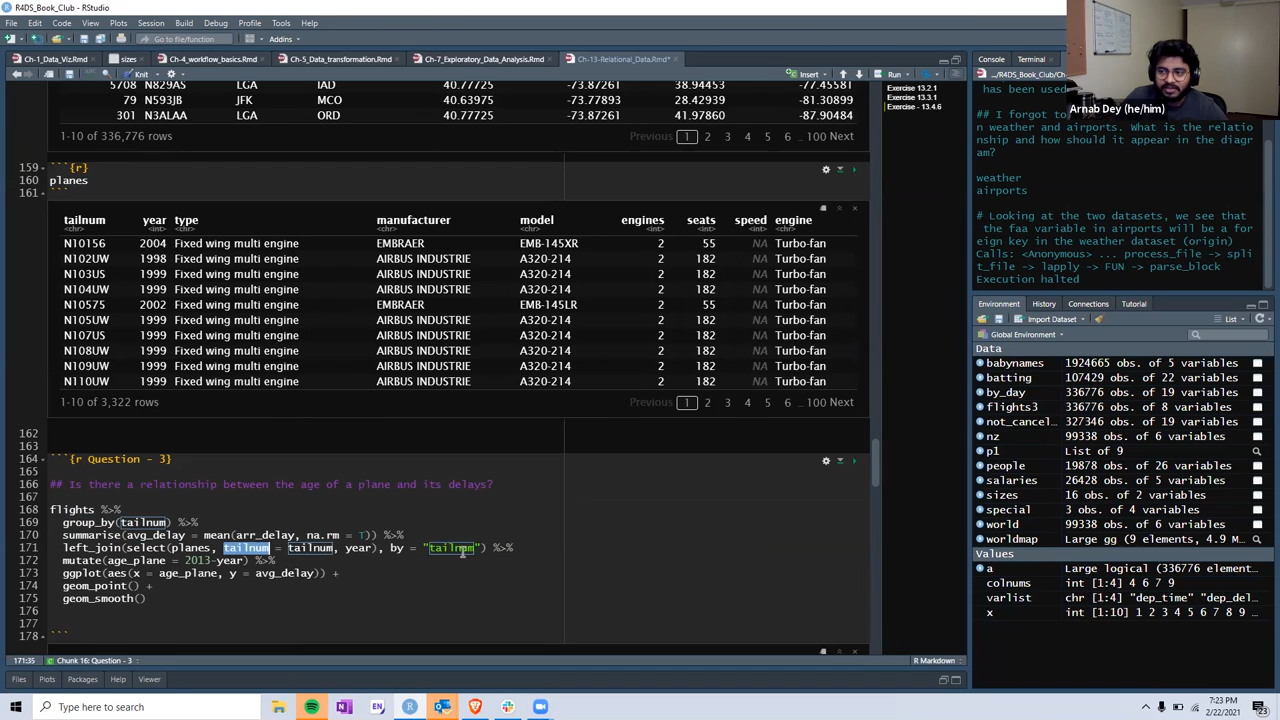 R4DS_Book_Club - RStudio
File Edit Code View Plots Session Build Debug Profile Tools Help
Go to file/function Addins
Ch-1_Data_Viz.Rmd sizes Ch-4_workflow_basics.Rmd Ch-5_Data_transformation.Rmd Ch-7_Exploratory_Data_Analysis.Rmd Ch-13-Relational_Data.Rmd*
Knit Insert Run
5708 N829AS LGA IAD 40.77725 -73.87261 38.94453 -77.45581
79 N593JB JFK MCO 40.63975 -73.77893 28.42939 -81.30899
301 N3ALAA LGA ORD 40.77725 -73.87261 41.97860 -87.90484
1-10 of 336,776 rows Previous 1 2 3 4 5 6 ... 100 Next
159 ```{r}
160 planes
161 ```
tailnum year type manufacturer model engines seats speed engine
<chr> <int> <chr> <chr> <chr> <int> <int> <int> <chr>
N10156 2004 Fixed wing multi engine EMBRAER EMB-145XR 2 55 NA Turbo-fan
N102UW 1998 Fixed wing multi engine AIRBUS INDUSTRIE A320-214 2 182 NA Turbo-fan
N103US 1999 Fixed wing multi engine AIRBUS INDUSTRIE A320-214 2 182 NA Turbo-fan
N104UW 1999 Fixed wing multi engine AIRBUS INDUSTRIE A320-214 2 182 NA Turbo-fan
N10575 2002 Fixed wing multi engine EMBRAER EMB-145LR 2 55 NA Turbo-fan
N105UW 1999 Fixed wing multi engine AIRBUS INDUSTRIE A320-214 2 182 NA Turbo-fan
N107US 1999 Fixed wing multi engine AIRBUS INDUSTRIE A320-214 2 182 NA Turbo-fan
N108UW 1999 Fixed wing multi engine AIRBUS INDUSTRIE A320-214 2 182 NA Turbo-fan
N109UW 1999 Fixed wing multi engine AIRBUS INDUSTRIE A320-214 2 182 NA Turbo-fan
N110UW 1999 Fixed wing multi engine AIRBUS INDUSTRIE A320-214 2 182 NA Turbo-fan
1-10 of 3,322 rows Previous 1 2 3 4 5 6 ... 100 Next
162
163
164 ```{r Question - 3}
165
166 ## Is there a relationship between the age of a plane and its delays?
167
168 flights %>%
169 group_by(tailnum) %>%
170 summarise(avg_delay = mean(arr_delay, na.rm = T)) %>%
171 left_join(select(planes, tailnum = tailnum, year), by = "tailnum") %>%
172 mutate(age_plane = 2013-year) %>%
173 ggplot(aes(x = age_plane, y = avg_delay)) +
174 geom_point() +
175 geom_smooth()
176
177
178 ```
171:35 Chunk 16: Question - 3 R Markdown
Files Plots Packages Help Viewer
Exercise 13.2.1
Exercise 13.3.1
Exercise - 13.4.6
Console Terminal
.../R4DS_Book_Club/Ch
has been used
## I forgot to
n weather and airports. What is the relatio
nship and how should it appear in the diagr
am?
weather
airports
# Looking at the two datasets, we see that
the faa variable in airports will be a for
eign key in the weather dataset (origin)
Calls: <Anonymous> ... process_file -> spli
t_file -> lapply -> FUN -> parse_block
Execution halted
Arnab Dey (he/him)
Environment History Connections Tutorial
Import Dataset List
Global Environment
Data
babynames 1924665 obs. of 5 variables
batting 107429 obs. of 22 variables
by_day 336776 obs. of 19 variables
flights3 336776 obs. of 8 variables
not_cancel… 327346 obs. of 19 variables
nz 99338 obs. of 6 variables
p1 List of 9
people 19878 obs. of 26 variables
salaries 26428 obs. of 5 variables
sizes 16 obs. of 2 variables
world 99338 obs. of 6 variables
worldmap Large gg (9 elements, 4.9 M…
Values
a Large logical (336776 element…
colnums int [1:4] 4 6 7 9
varlist chr [1:4] "dep_time" "dep_del…
x int [1:10] 1 2 3 4 5 6 7 8 9 …
Type here to search
EN
7:23 PM
2/22/2021
23